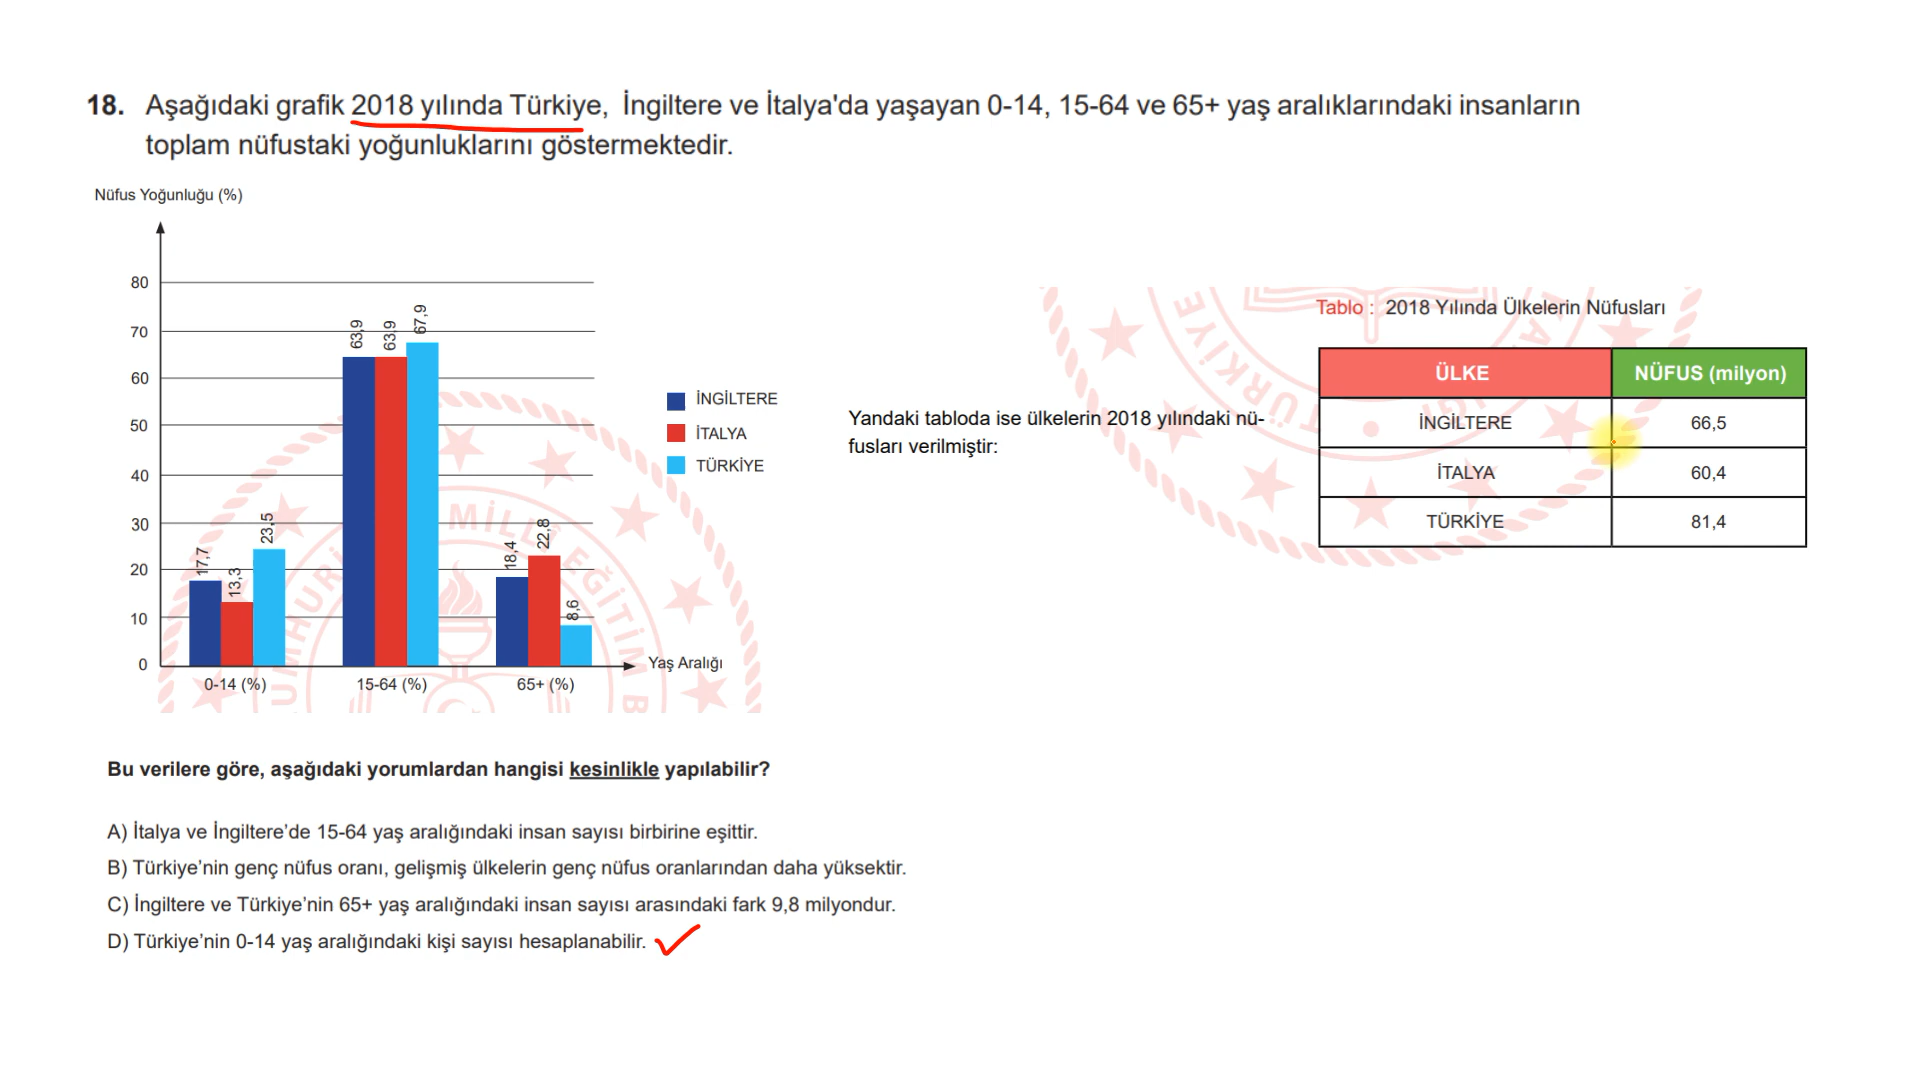 18. Aşağıdaki grafik 2018 yılında Türkiye, İngiltere ve İtalya'da yaşayan 0-14, 15-64 ve 65+ yaş aralıklarındaki insanların
toplam nüfustaki yoğunluklarını göstermektedir.
Nüfus Yoğunluğu (%)
80
70
60
50
40
30
20
10
0
17,7
13,3
23,5
63,9
63,9
67,9
18,4
22,8
8,6
0-14 (%)
15-64 (%)
65+ (%)
Yaş Aralığı
İNGİLTERE
İTALYA
TÜRKİYE
Yandaki tabloda ise ülkelerin 2018 yılındaki nü-
fusları verilmiştir:
Tablo : 2018 Yılında Ülkelerin Nüfusları
ÜLKE NÜFUS (milyon)
İNGİLTERE 66,5
İTALYA 60,4
TÜRKİYE 81,4
Bu verilere göre, aşağıdaki yorumlardan hangisi kesinlikle yapılabilir?
A) İtalya ve İngiltere’de 15-64 yaş aralığındaki insan sayısı birbirine eşittir.
B) Türkiye’nin genç nüfus oranı, gelişmiş ülkelerin genç nüfus oranlarından daha yüksektir.
C) İngiltere ve Türkiye’nin 65+ yaş aralığındaki insan sayısı arasındaki fark 9,8 milyondur.
D) Türkiye’nin 0-14 yaş aralığındaki kişi sayısı hesaplanabilir.